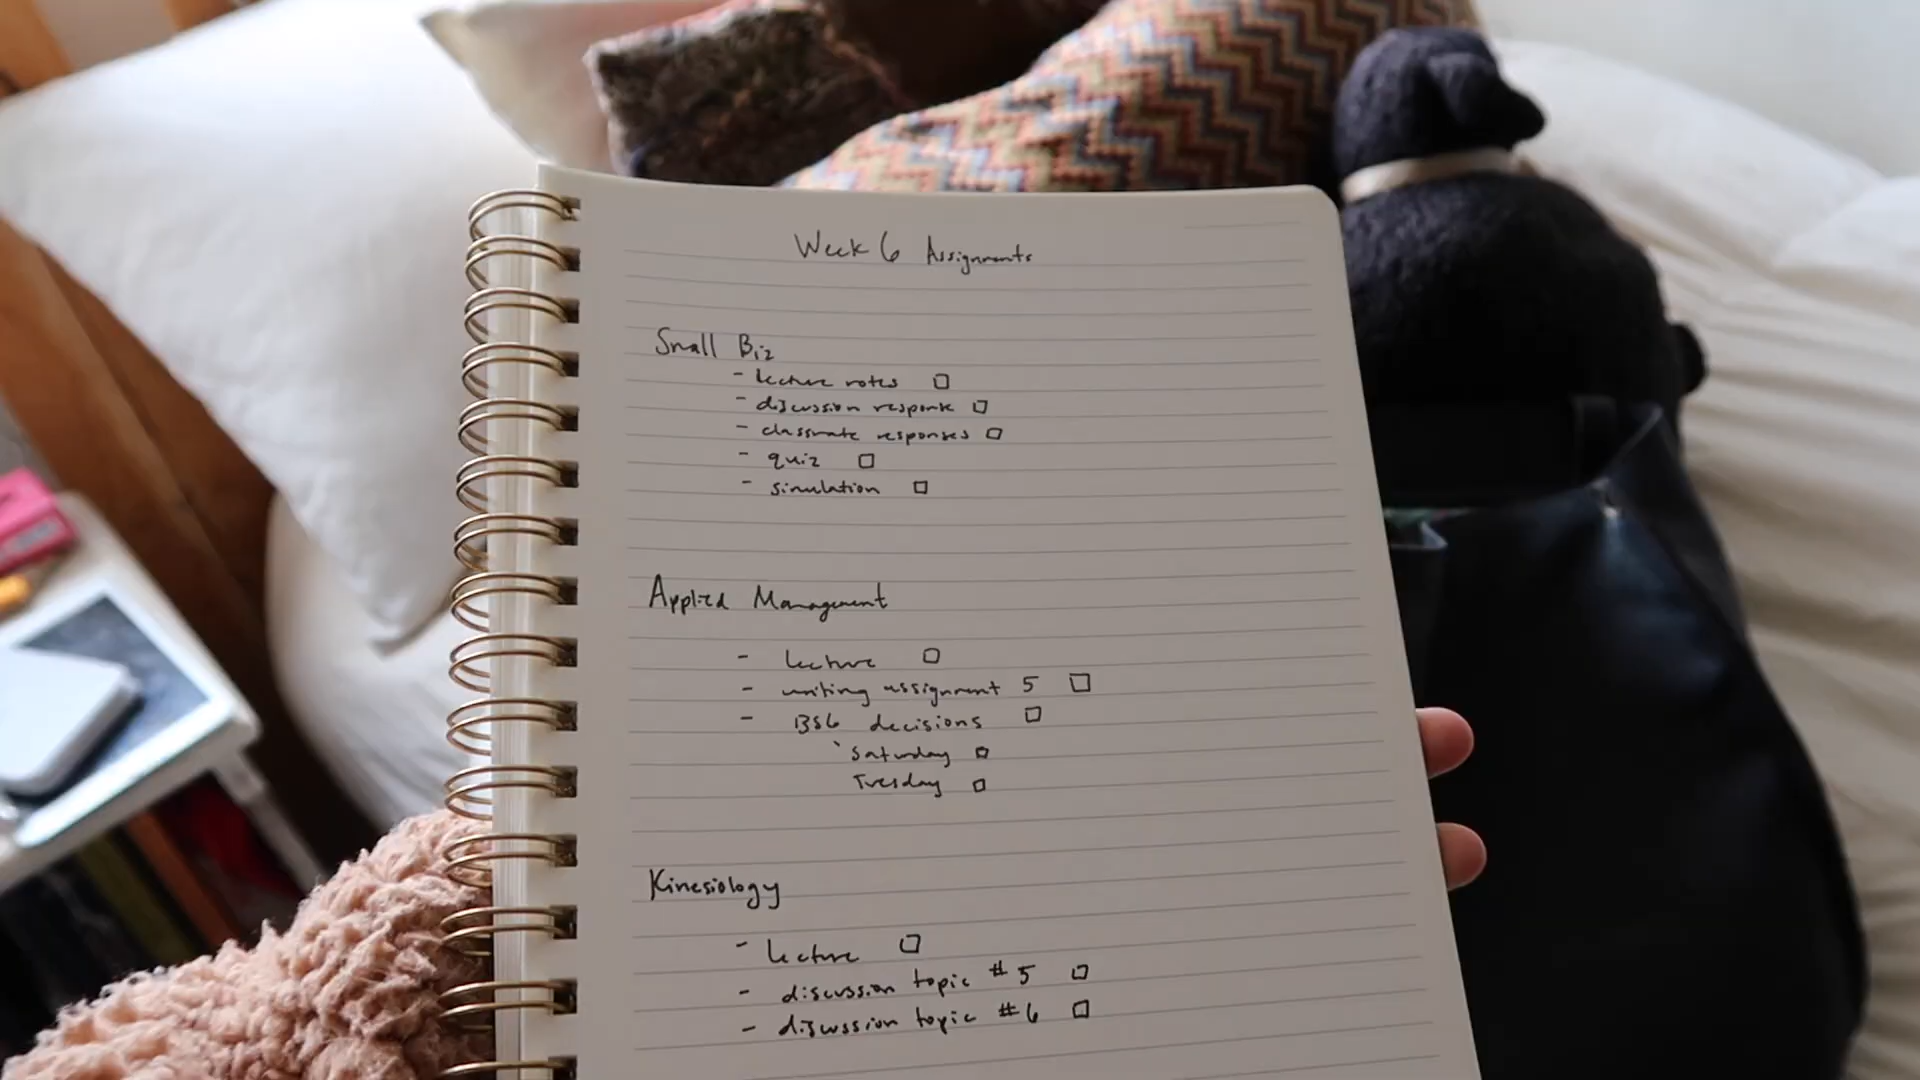 Week 6 Assignments
Small Biz
- lecture notes □
- discussion response □
- classmate responses □
- quiz □
- simulation □
Applied Management
- lecture □
- writing assignment 5 □
- BSG decisions □
Saturday □
Tuesday □
Kinesiology
- lecture □
- discussion topic #5 □
- discussion topic #6 □